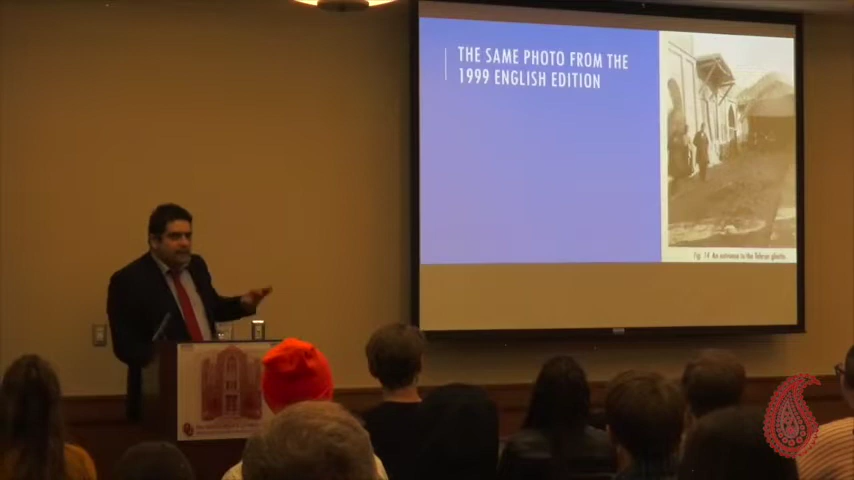 THE SAME PHOTO FROM THE
1999 ENGLISH EDITION
Fig. 14 An entrance to the Tehran ghetto.